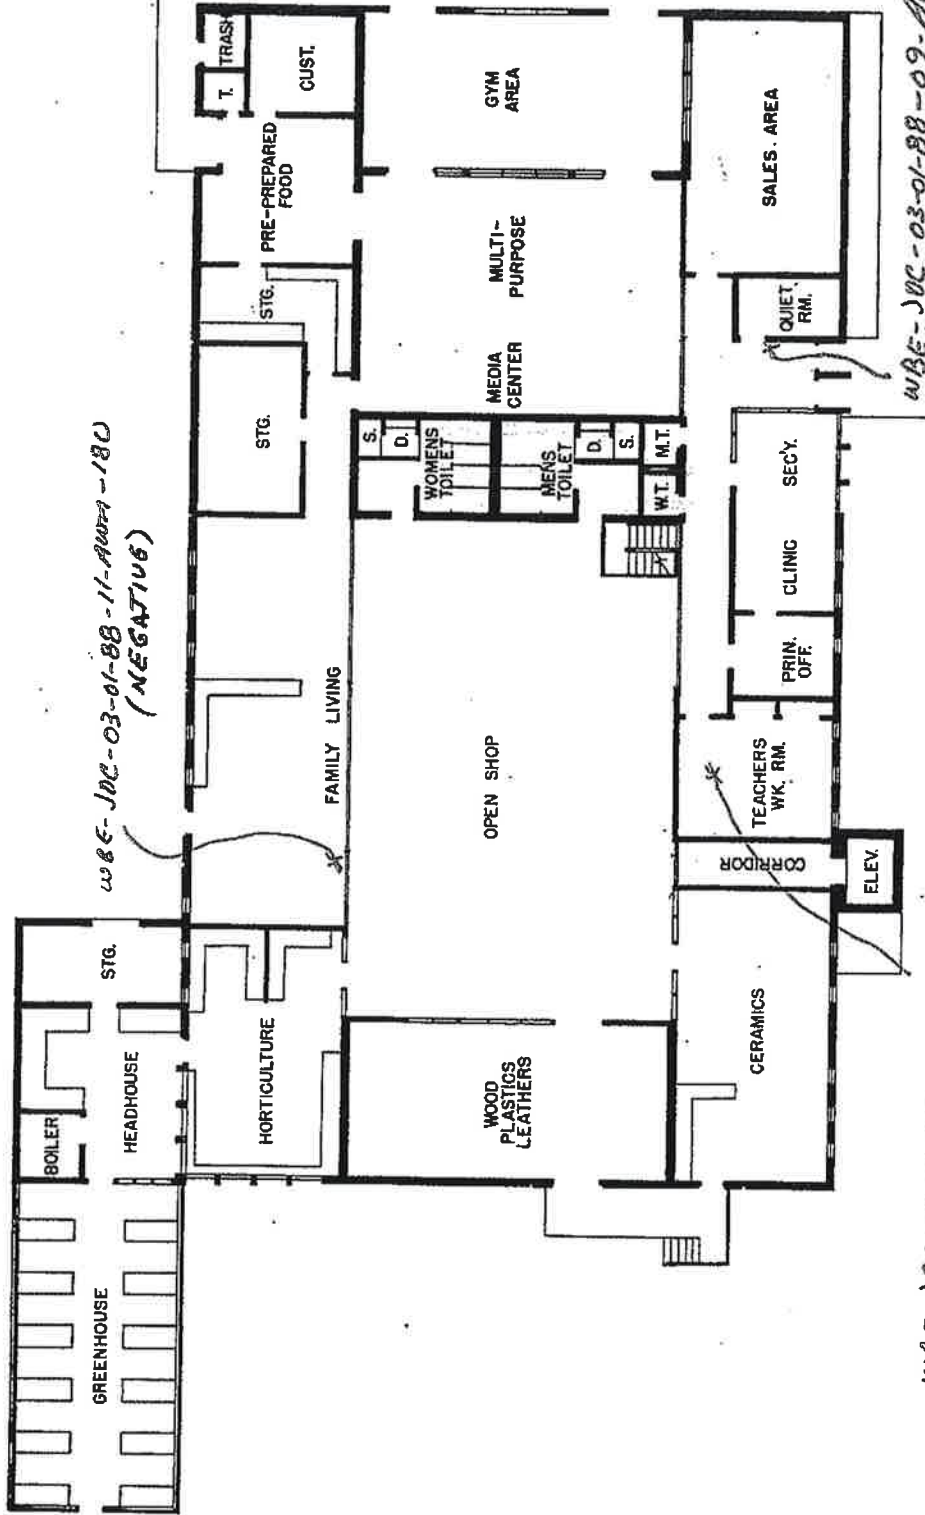 TRASH
T.
CUST.
PRE-PREPARED
FOOD
GYM
AREA
STG.
MULTI-
PURPOSE
SALES. AREA
STG.
MEDIA
CENTER
QUIET
RM.
WBE-JDC-03-01-88-09-
S.
D.
WOMENS
TOILET
MENS
TOILET
D.
S.
M.T.
W.T.
SEC'Y.
CLINIC
PRIN.
OFF.
WBE-JDC-03-01-88-11-AWM-180
(NEGATIVE)
FAMILY LIVING
OPEN SHOP
TEACHERS
WK. RM.
CORRIDOR
ELEV.
STG.
HEADHOUSE
BOILER
HORTICULTURE
WOOD
PLASTICS
LEATHERS
CERAMICS
GREENHOUSE